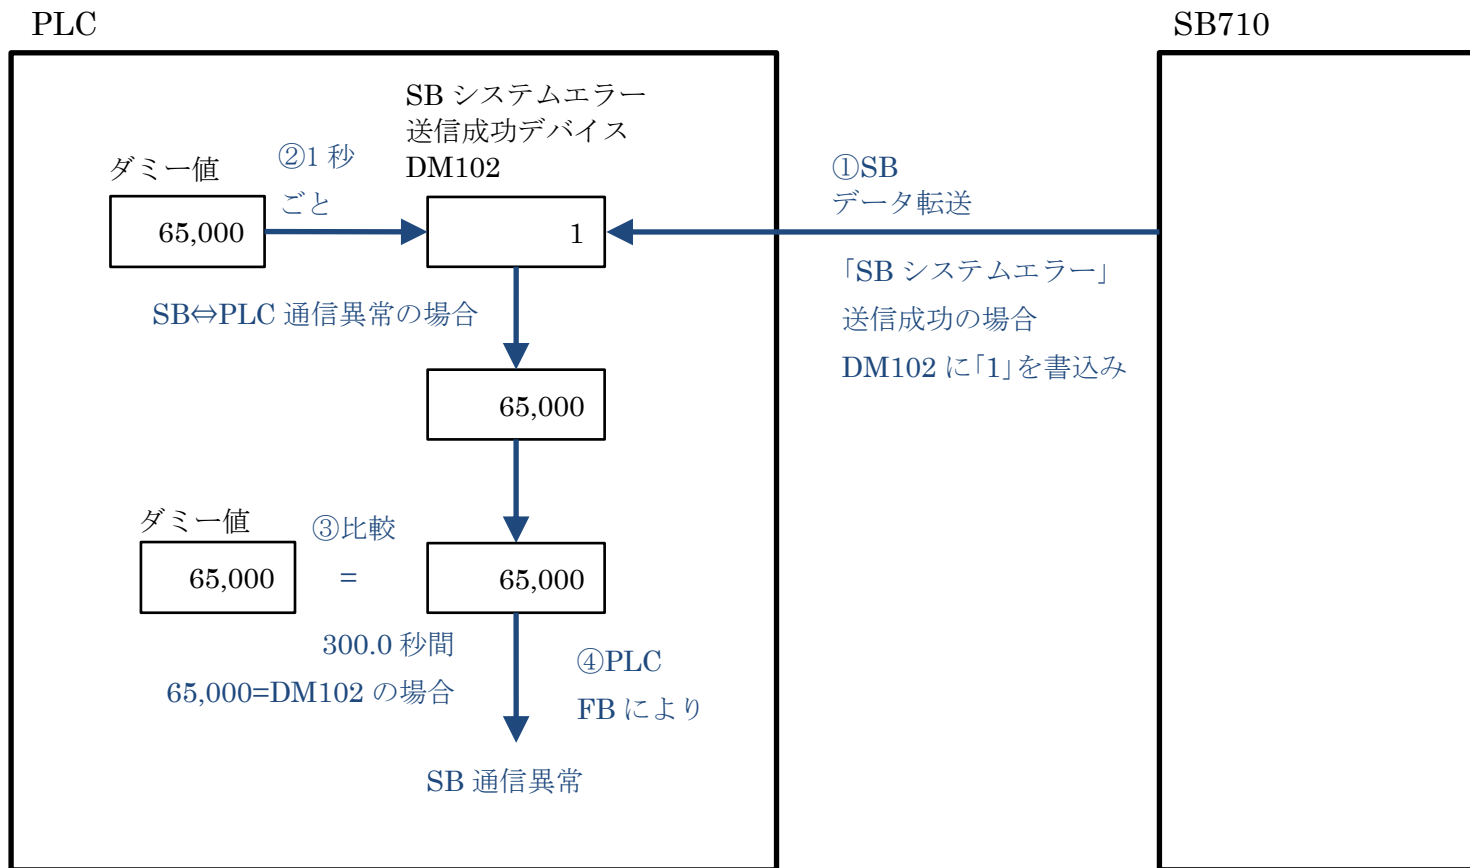 PLC
SB710
SB システムエラー
送信成功デバイス
DM102
ダミー値
②1 秒
ごと
65,000
1
①SB
データ転送
「SB システムエラー」
送信成功の場合
DM102 に「1」を書込み
SB⇔PLC 通信異常の場合
65,000
ダミー値
③比較
65,000
=
65,000
300.0 秒間
65,000=DM102 の場合
④PLC
FB により
SB 通信異常